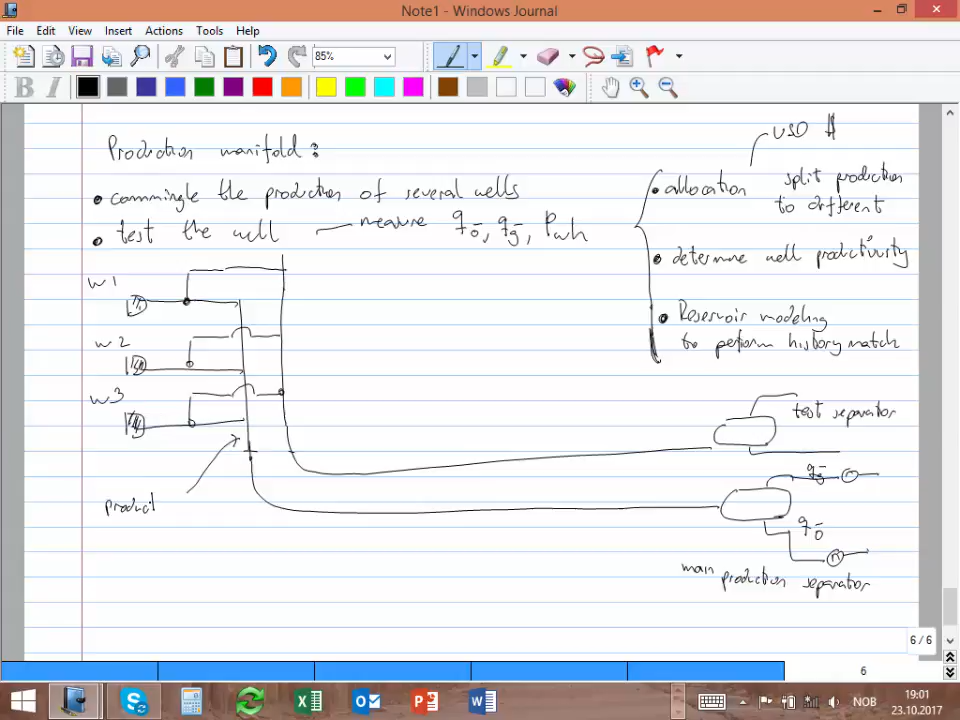 Note1 - Windows Journal
File Edit View Insert Actions Tools Help
85%
B I
USD $
Production manifold:
• commingle the production of several wells
• test the well — measure qo, qg, Pwh
• allocation split production
to different
• determine well productivity
• Reservoir modeling
to perform history match
W1
W2
W3
product
test separator
qg
qo
main production separator
6 / 6
6
NOB
19:01
23.10.2017